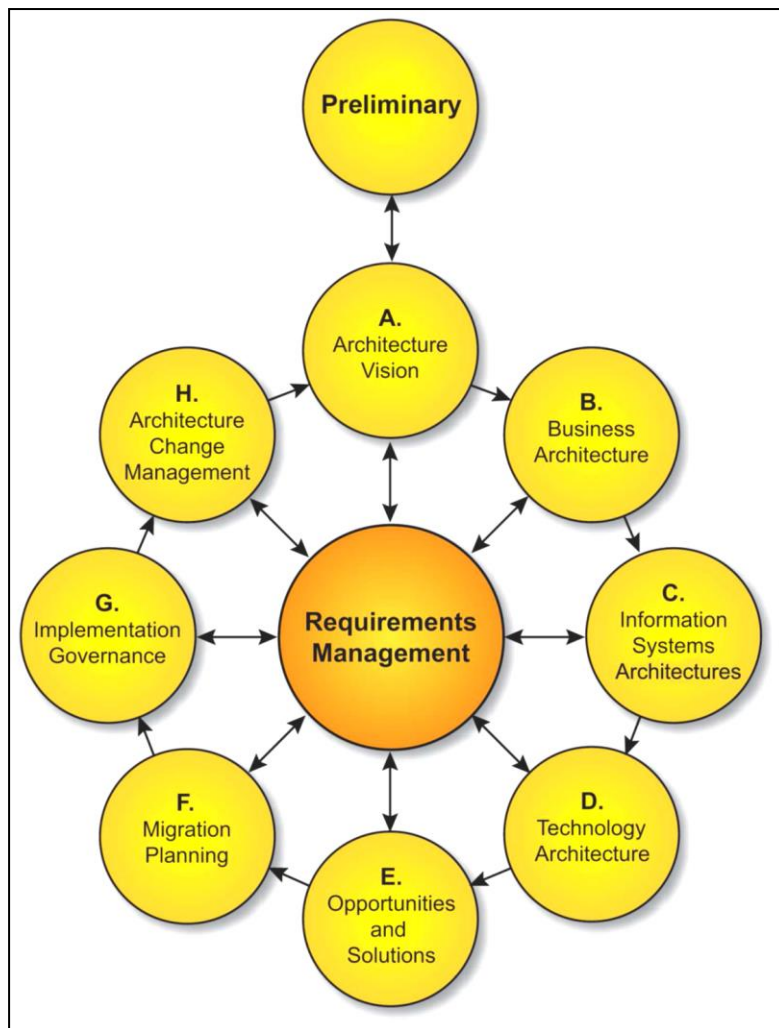 Preliminary
A.
Architecture
Vision
B.
Business
Architecture
C.
Information
Systems
Architectures
D.
Technology
Architecture
E.
Opportunities
and
Solutions
F.
Migration
Planning
G.
Implementation
Governance
H.
Architecture
Change
Management
Requirements
Management